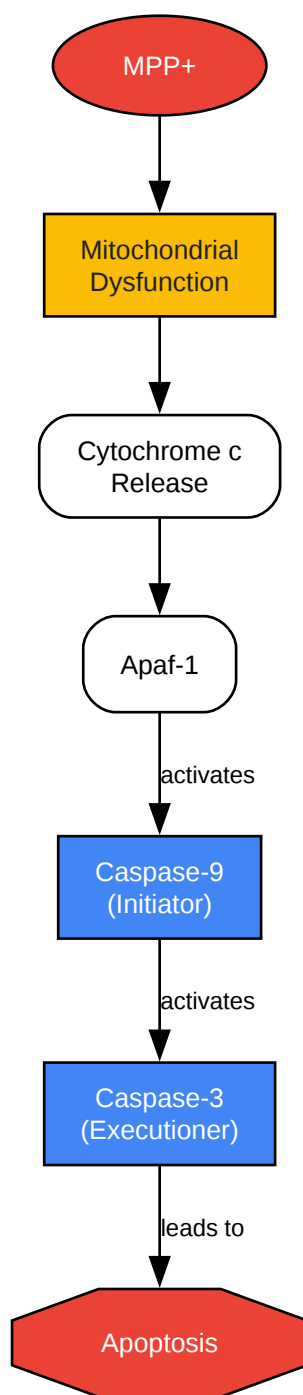 MPP+
Mitochondrial
Dysfunction
Cytochrome c
Release
Apaf-1
activates
Caspase-9
(Initiator)
activates
Caspase-3
(Executioner)
leads to
Apoptosis